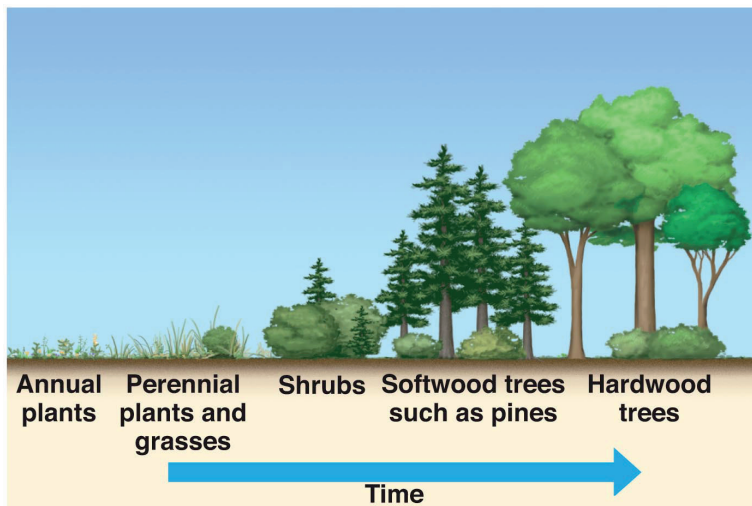 Annual
plants
Perennial
plants and
grasses
Shrubs
Softwood trees
such as pines
Hardwood
trees
Time